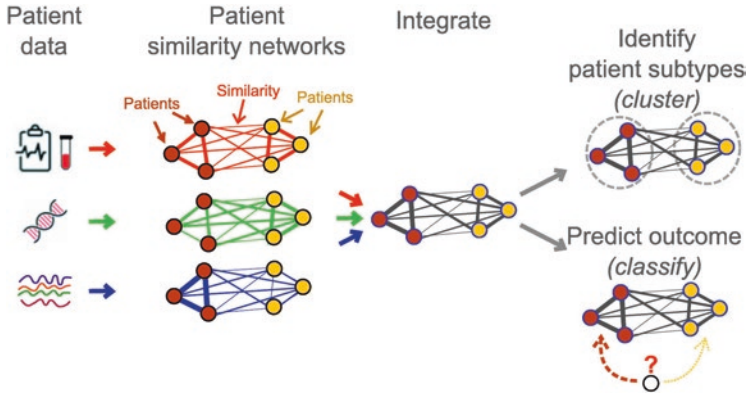 Patient
data
Patient
similarity networks
Integrate
Identify
patient subtypes
(cluster)
Patients
Similarity
Patients
Predict outcome
(classify)
?